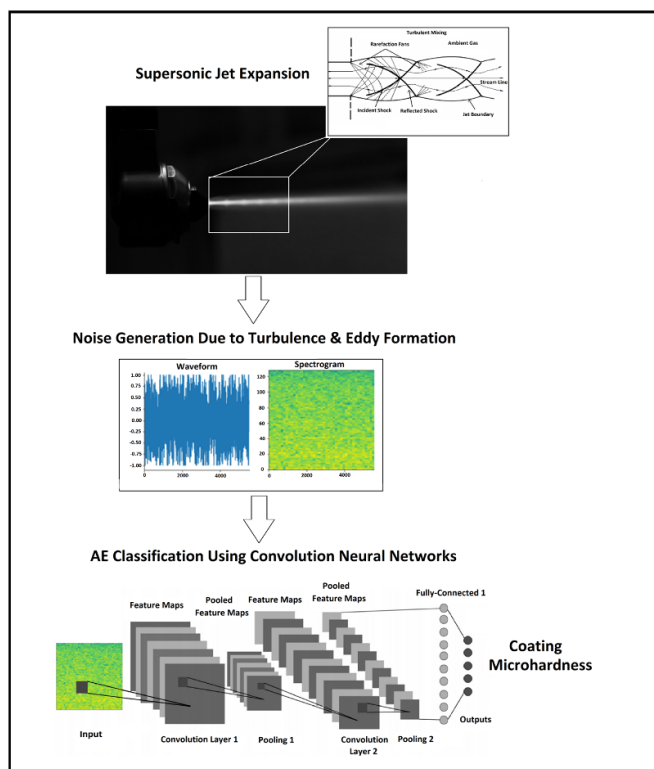 Turbulent Mixing
Rarefaction Fans
Ambient Gas
Supersonic Jet Expansion
Stream Line
Incident Shock
Reflected Shock
Jet Boundary
Noise Generation Due to Turbulence & Eddy Formation
Waveform
Spectrogram
1.00
0.75
0.50
0.25
0.00
-0.25
-0.50
-0.75
-1.00
0
2000
4000
120
100
80
60
40
20
0
0
2000
4000
AE Classification Using Convolution Neural Networks
Feature Maps
Pooled
Feature Maps
Feature Maps
Pooled
Feature Maps
Fully-Connected 1
Coating
Microhardness
Input
Convolution Layer 1
Pooling 1
Convolution
Layer 2
Pooling 2
Outputs